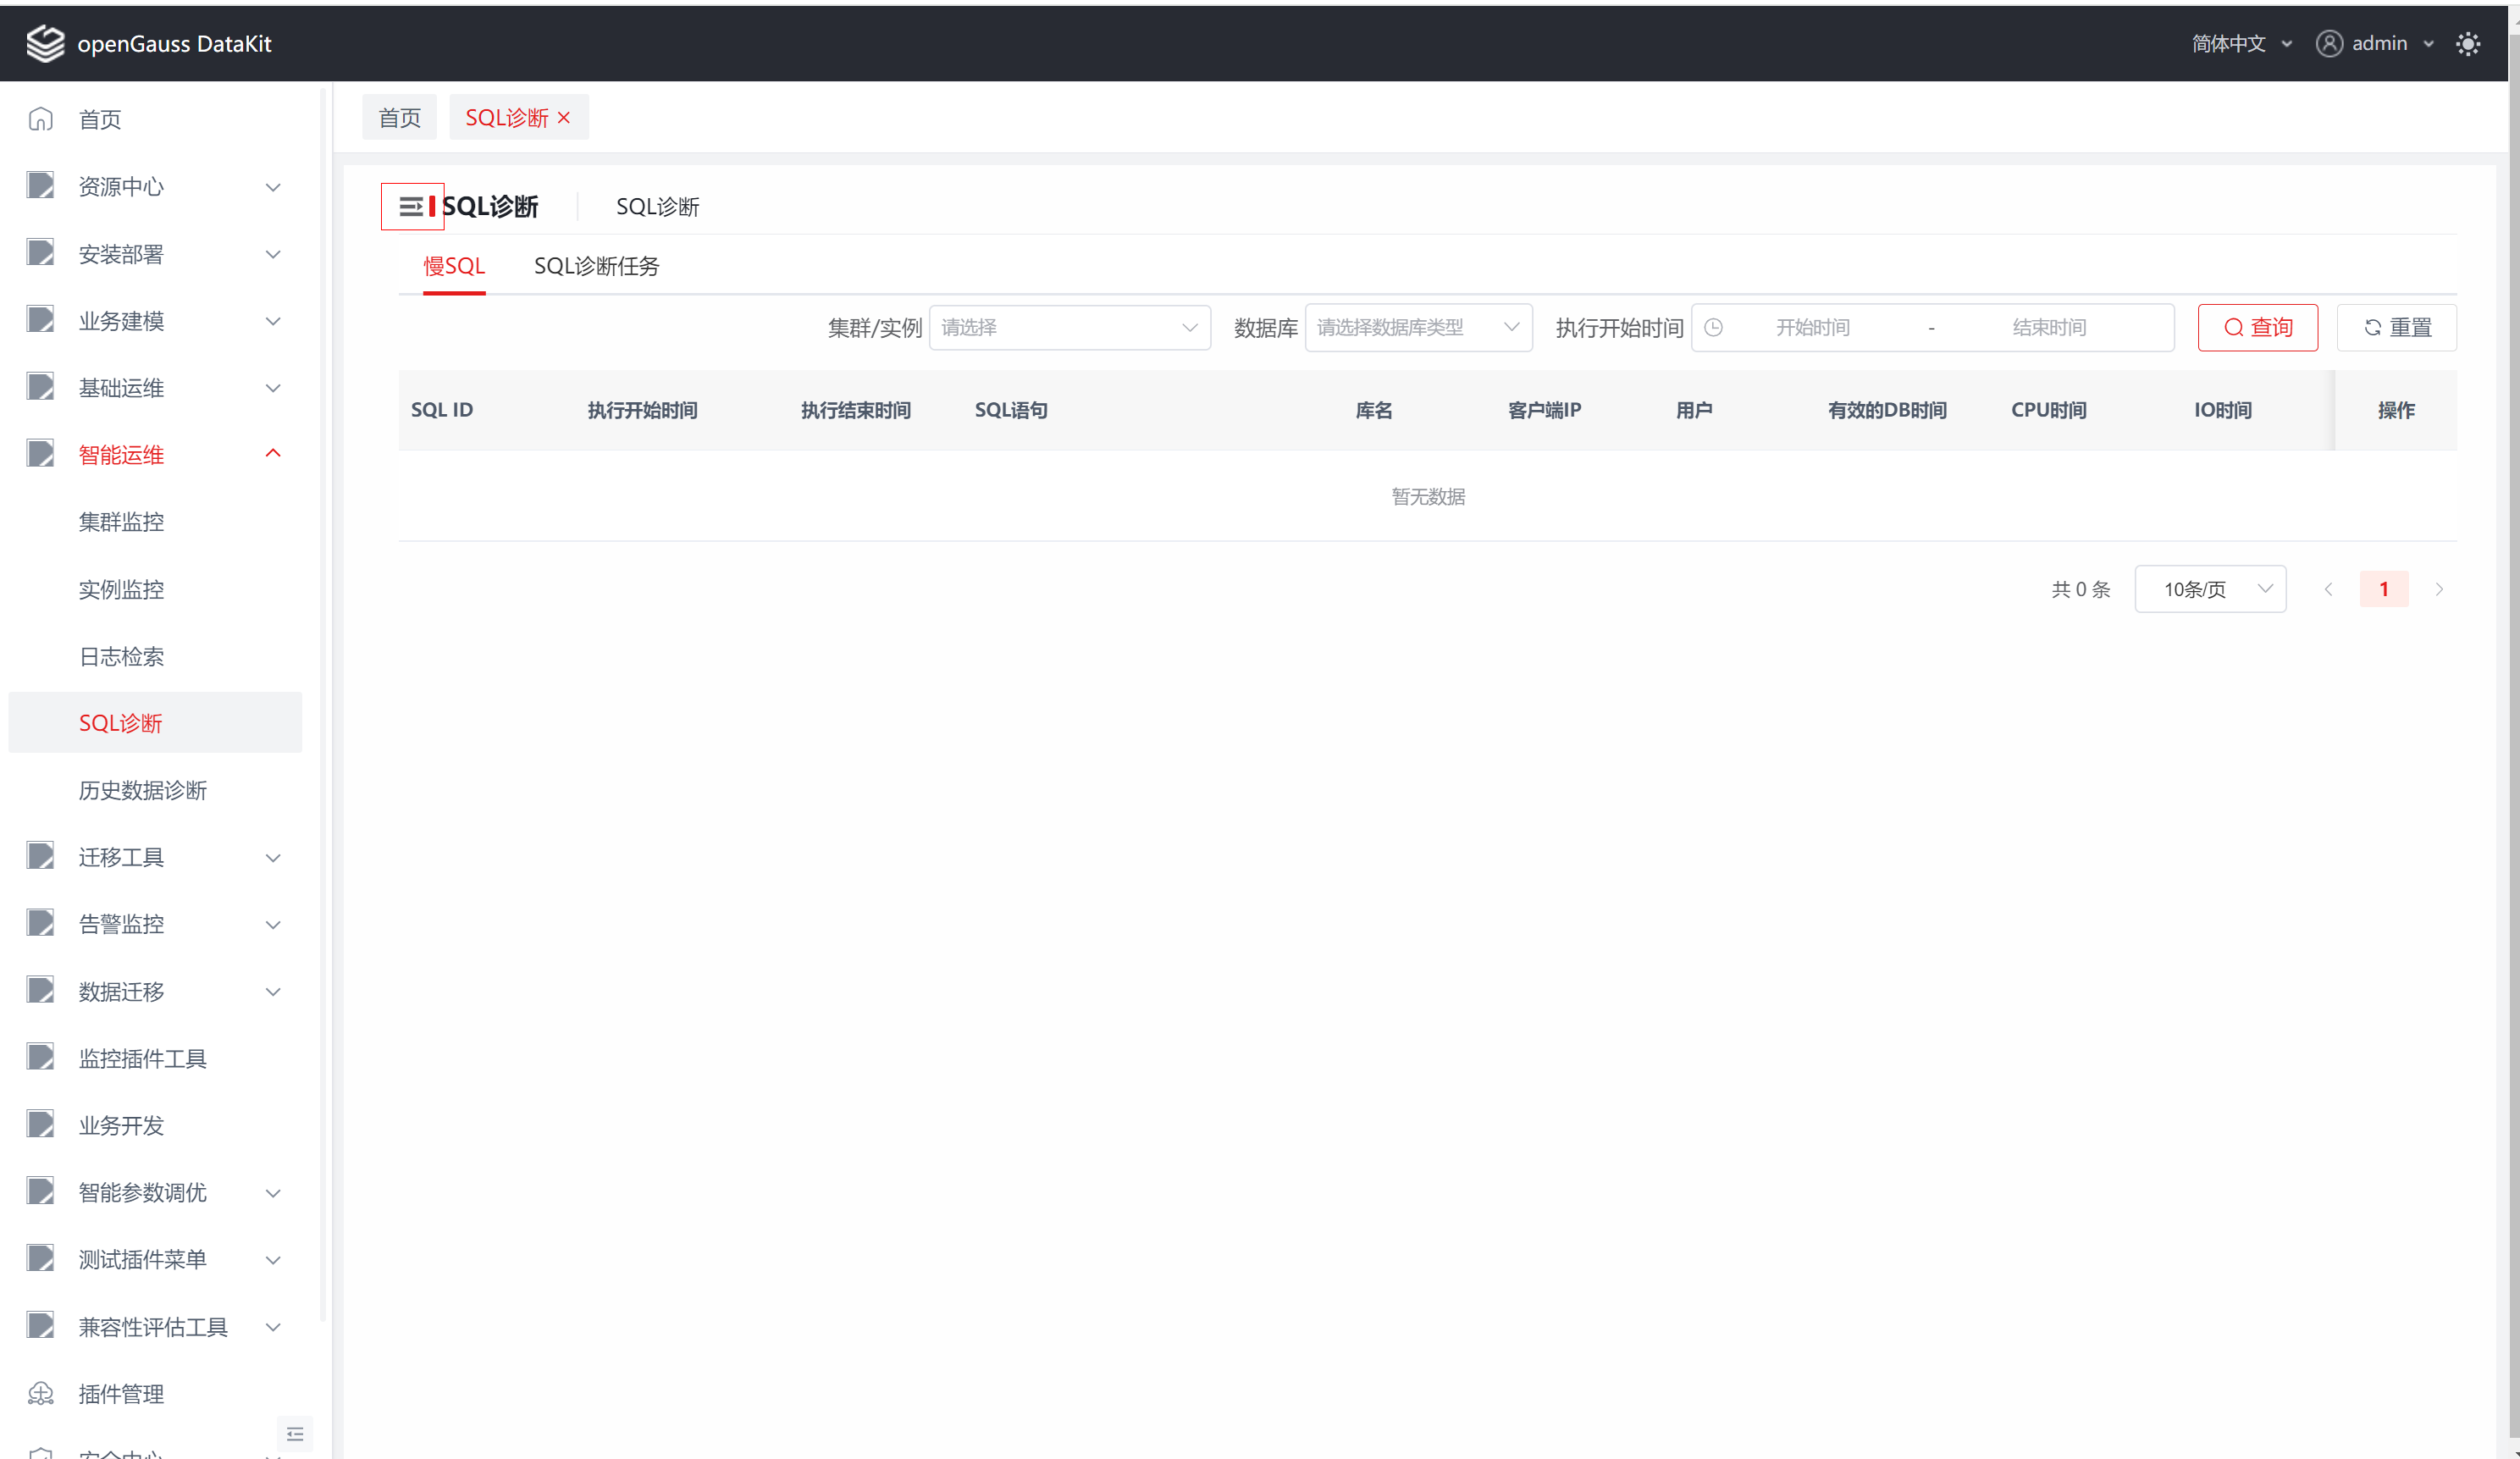 openGauss DataKit
简体中文
admin
首页
资源中心
安装部署
业务建模
基础运维
智能运维
集群监控
实例监控
日志检索
SQL诊断
历史数据诊断
迁移工具
告警监控
数据迁移
监控插件工具
业务开发
智能参数调优
测试插件菜单
兼容性评估工具
插件管理
安全中心
首页 SQL诊断
SQL诊断 SQL诊断
慢SQL SQL诊断任务
集群/实例 请选择 数据库 请选择数据库类型 执行开始时间 开始时间 - 结束时间 查询 重置
SQL ID 执行开始时间 执行结束时间 SQL语句 库名 客户端IP 用户 有效的DB时间 CPU时间 IO时间 操作
暂无数据
共 0 条 10条/页 1